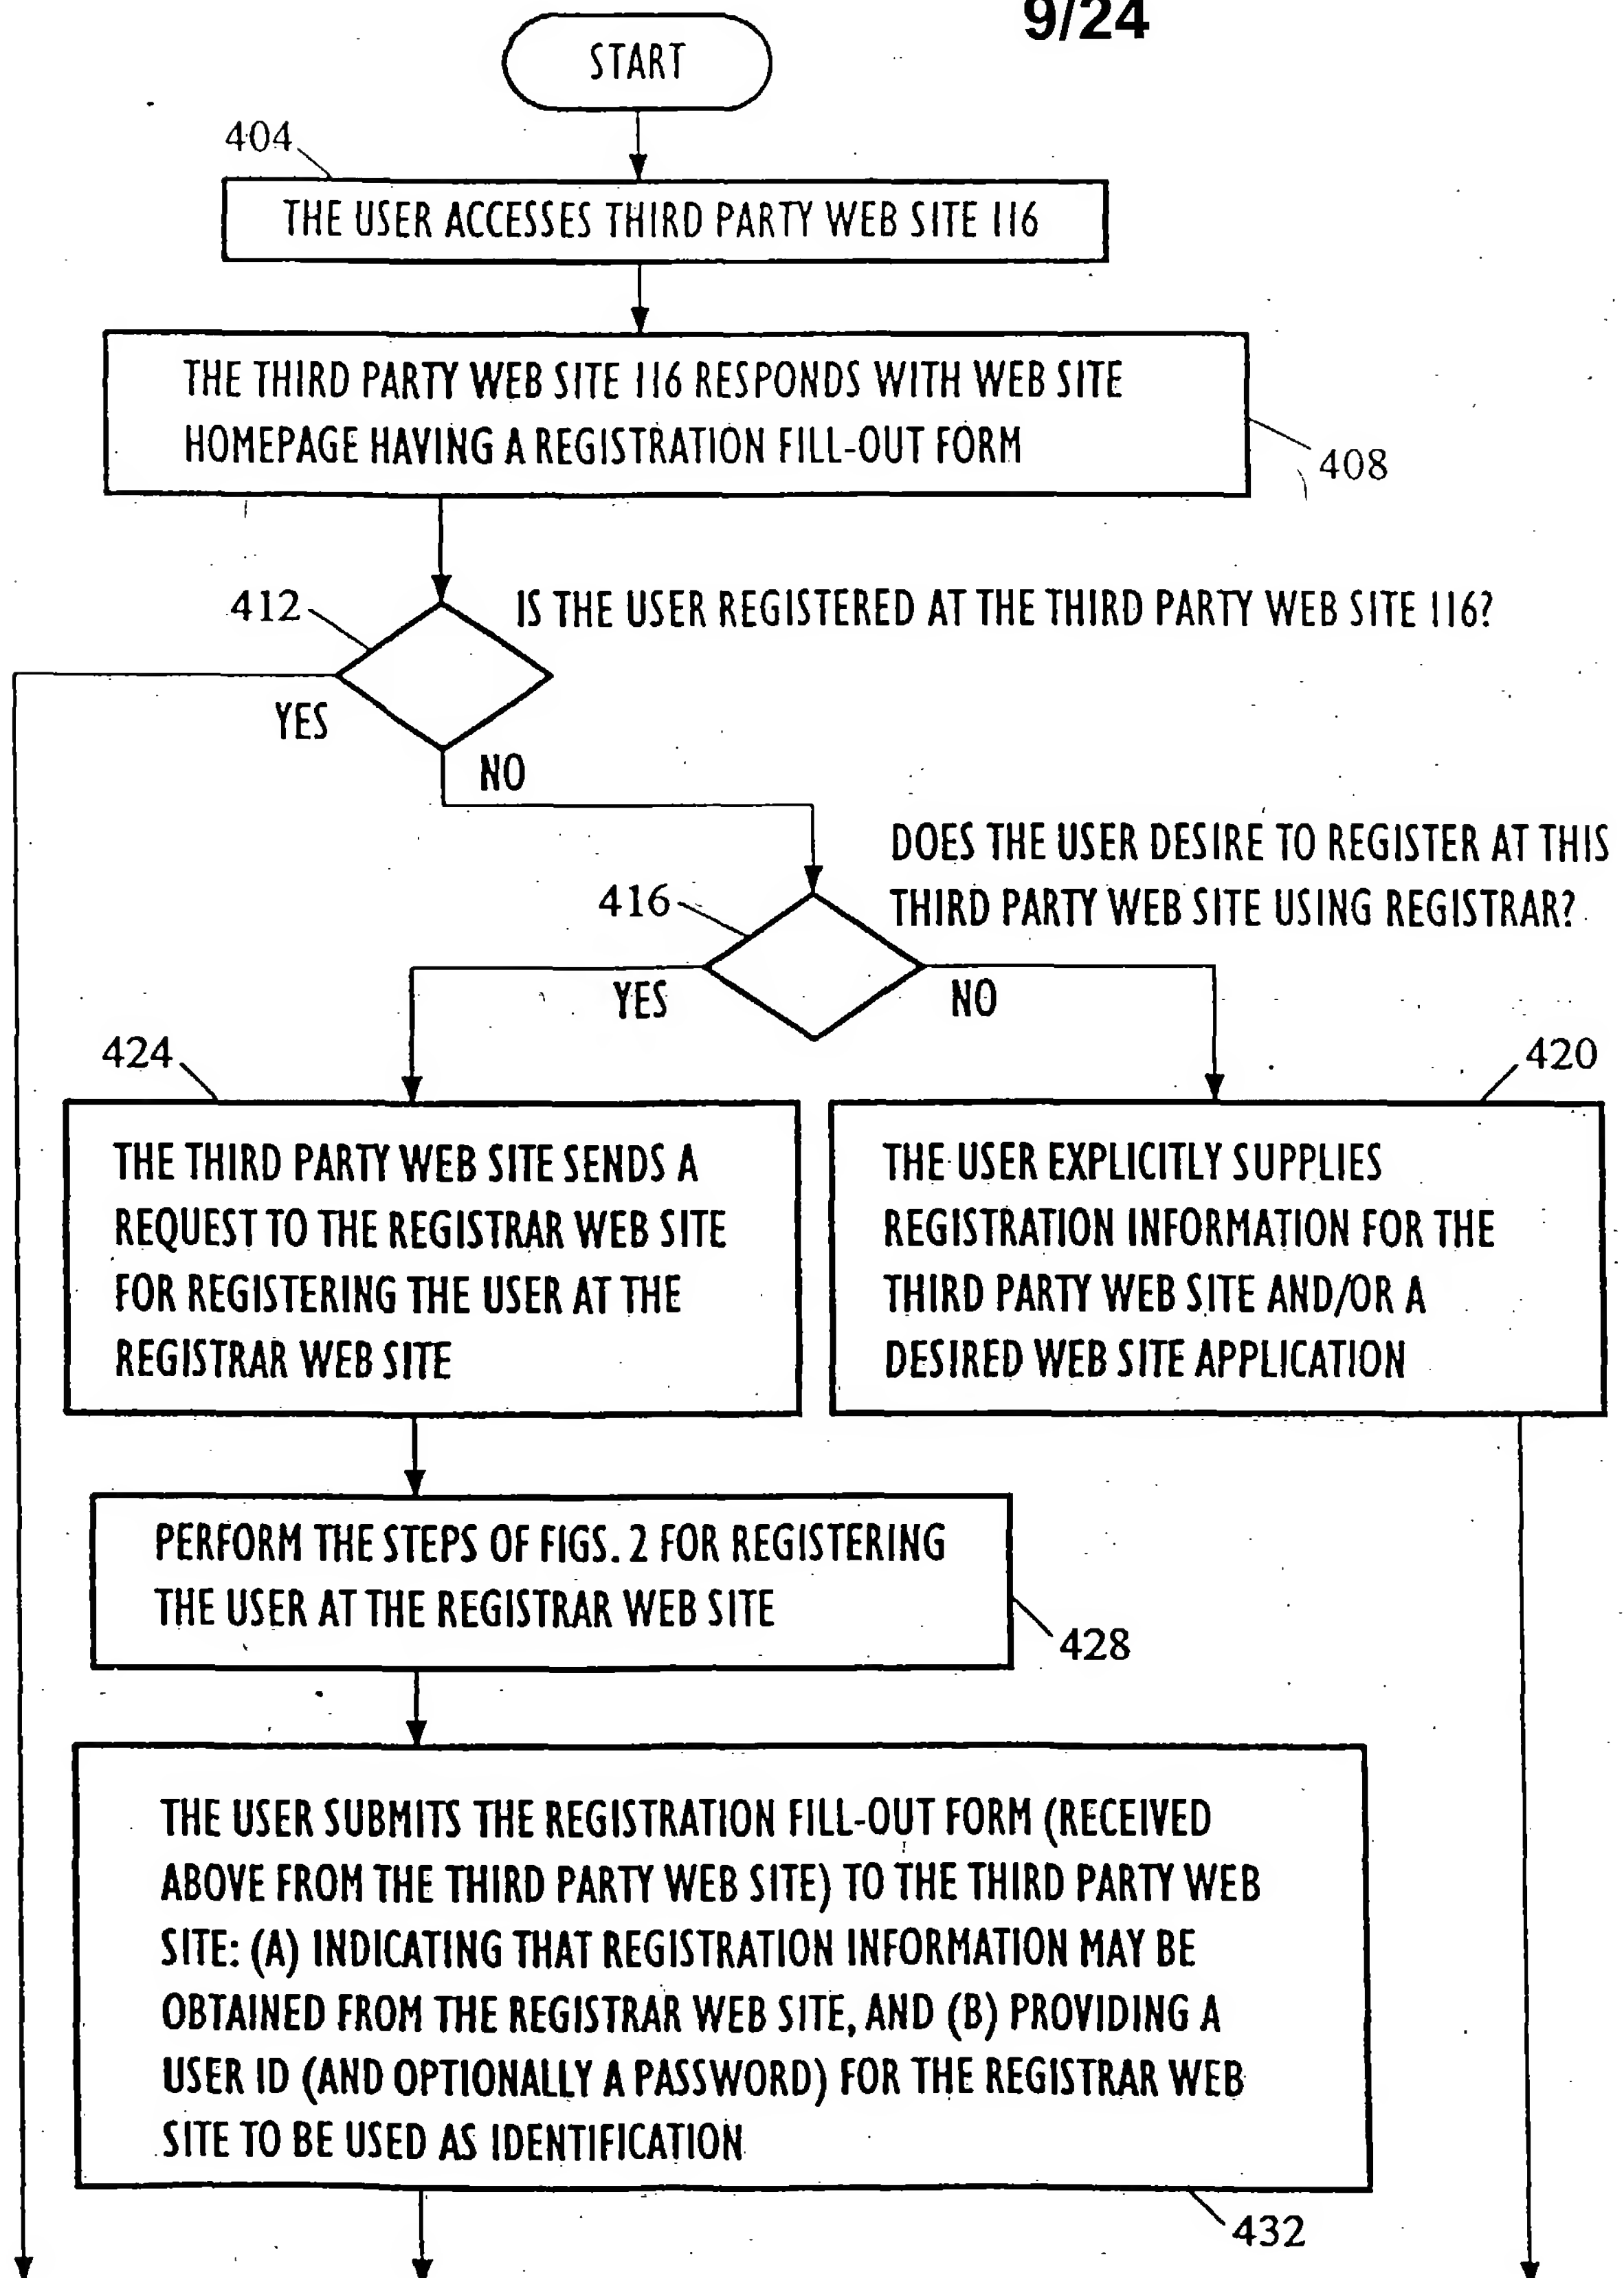 9/24
START
404
THE USER ACCESSES THIRD PARTY WEB SITE 116
THE THIRD PARTY WEB SITE 116 RESPONDS WITH WEB SITE
HOMEPAGE HAVING A REGISTRATION FILL-OUT FORM
408
412
IS THE USER REGISTERED AT THE THIRD PARTY WEB SITE 116?
YES
NO
DOES THE USER DESIRE TO REGISTER AT THIS
THIRD PARTY WEB SITE USING REGISTRAR?
416
YES
NO
424
420
THE THIRD PARTY WEB SITE SENDS A
REQUEST TO THE REGISTRAR WEB SITE
FOR REGISTERING THE USER AT THE
REGISTRAR WEB SITE
THE USER EXPLICITLY SUPPLIES
REGISTRATION INFORMATION FOR THE
THIRD PARTY WEB SITE AND/OR A
DESIRED WEB SITE APPLICATION
PERFORM THE STEPS OF FIGS. 2 FOR REGISTERING
THE USER AT THE REGISTRAR WEB SITE
428
THE USER SUBMITS THE REGISTRATION FILL-OUT FORM (RECEIVED
ABOVE FROM THE THIRD PARTY WEB SITE) TO THE THIRD PARTY WEB
SITE: (A) INDICATING THAT REGISTRATION INFORMATION MAY BE
OBTAINED FROM THE REGISTRAR WEB SITE, AND (B) PROVIDING A
USER ID (AND OPTIONALLY A PASSWORD) FOR THE REGISTRAR WEB
SITE TO BE USED AS IDENTIFICATION
432